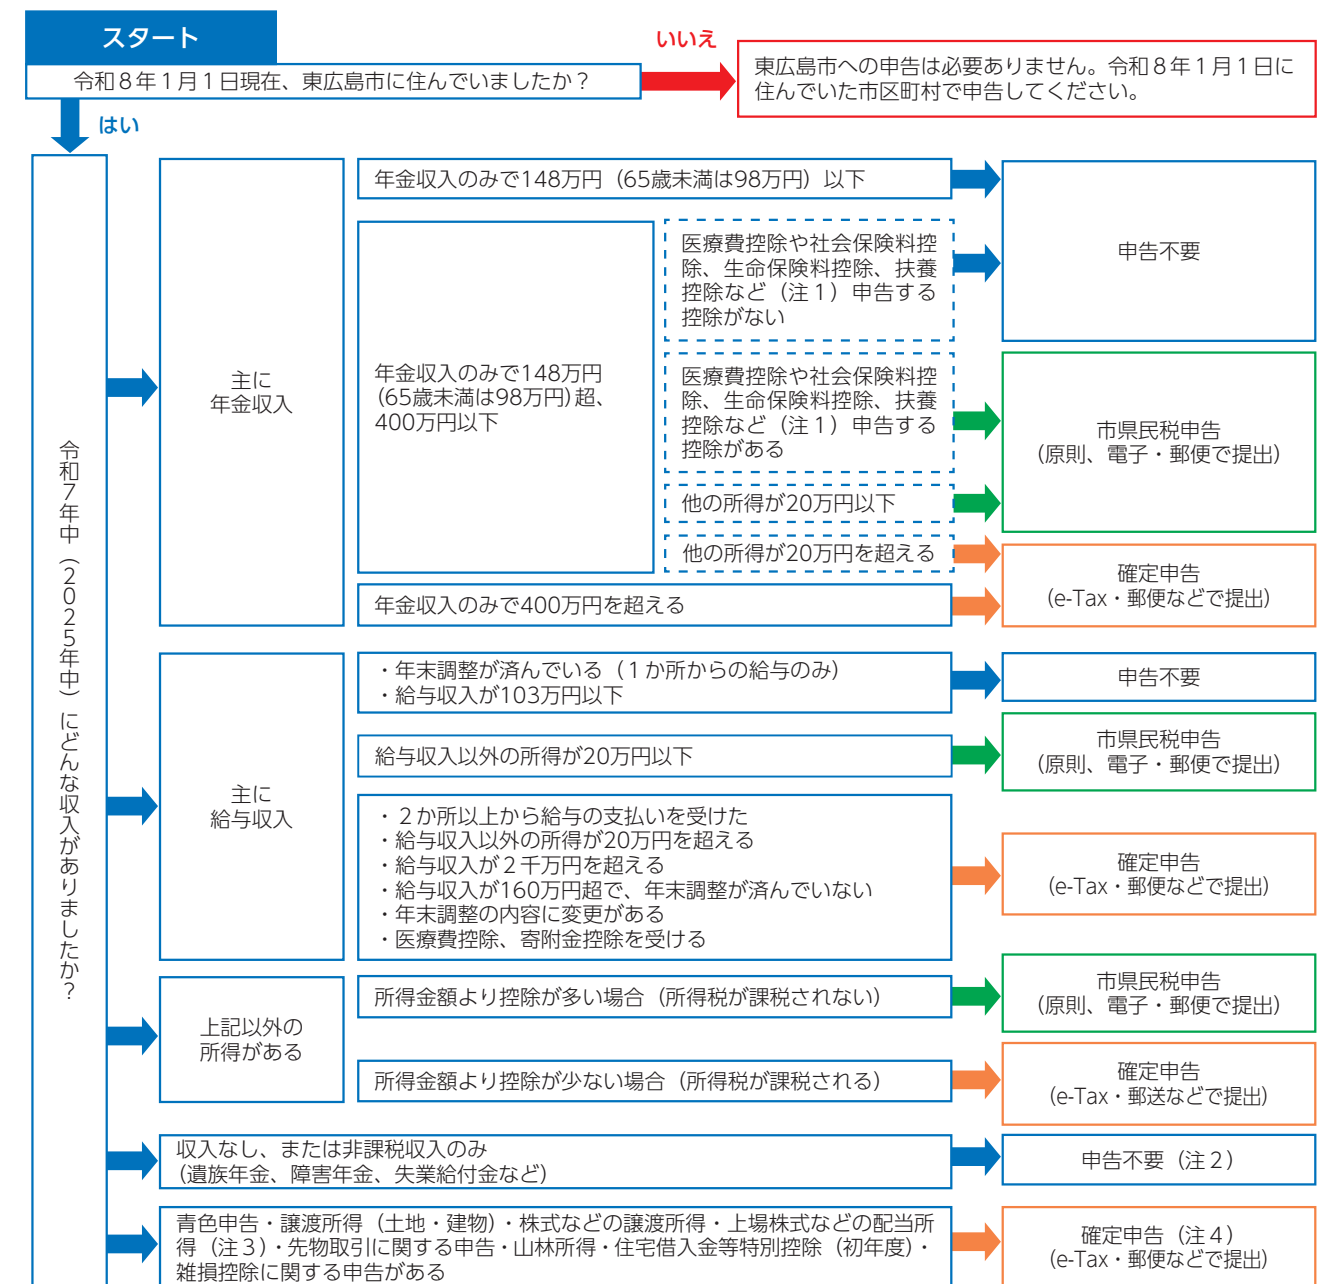 スタート
いいえ
令和８年１月１日現在、東広島市に住んでいましたか？
東広島市への申告は必要ありません。令和８年１月１日に
住んでいた市区町村で申告してください。
はい
令和７年中（２０２５年中）にどんな収入がありましたか？
主に
年金収入
年金収入のみで148万円（65歳未満は98万円）以下
申告不要
年金収入のみで148万円
（65歳未満は98万円）超、
400万円以下
医療費控除や社会保険料控
除、生命保険料控除、扶養
控除など（注１）申告する
控除がない
医療費控除や社会保険料控
除、生命保険料控除、扶養
控除など（注１）申告する
控除がある
市県民税申告
（原則、電子・郵便で提出）
他の所得が20万円以下
他の所得が20万円を超える
確定申告
（e-Tax・郵便などで提出）
年金収入のみで400万円を超える
主に
給与収入
・年末調整が済んでいる（１か所からの給与のみ）
・給与収入が103万円以下
申告不要
給与収入以外の所得が20万円以下
市県民税申告
（原則、電子・郵便で提出）
・２か所以上から給与の支払いを受けた
・給与収入以外の所得が20万円を超える
・給与収入が２千万円を超える
・給与収入が160万円超で、年末調整が済んでいない
・年末調整の内容に変更がある
・医療費控除、寄附金控除を受ける
確定申告
（e-Tax・郵便などで提出）
上記以外の
所得がある
所得金額より控除が多い場合（所得税が課税されない）
市県民税申告
（原則、電子・郵便で提出）
所得金額より控除が少ない場合（所得税が課税される）
確定申告
（e-Tax・郵送などで提出）
収入なし、または非課税収入のみ
（遺族年金、障害年金、失業給付金など）
申告不要（注２）
青色申告・譲渡所得（土地・建物）・株式などの譲渡所得・上場株式などの配当所
得（注３）・先物取引に関する申告・山林所得・住宅借入金等特別控除（初年度）・
雑損控除に関する申告がある
確定申告（注４）
（e-Tax・郵便などで提出）